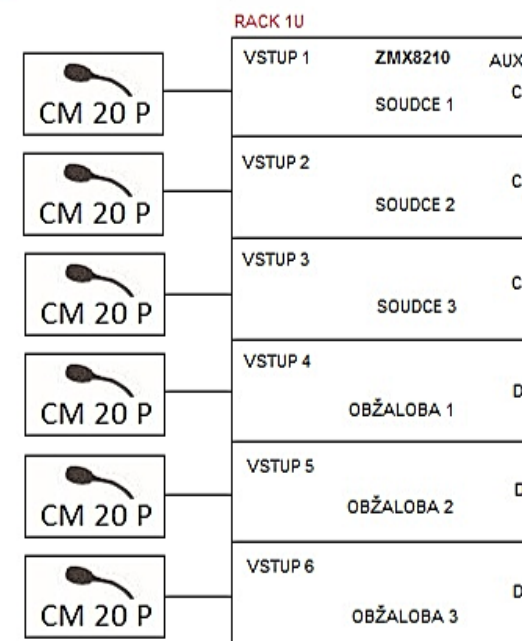 RACK 1U
VSTUP 1 ZMX8210 AUX
CM 20 P SOUDCE 1 C
VSTUP 2
CM 20 P SOUDCE 2 C
VSTUP 3
CM 20 P SOUDCE 3 C
VSTUP 4
CM 20 P OBŽALOBA 1 D
VSTUP 5
CM 20 P OBŽALOBA 2 D
VSTUP 6
CM 20 P OBŽALOBA 3 D